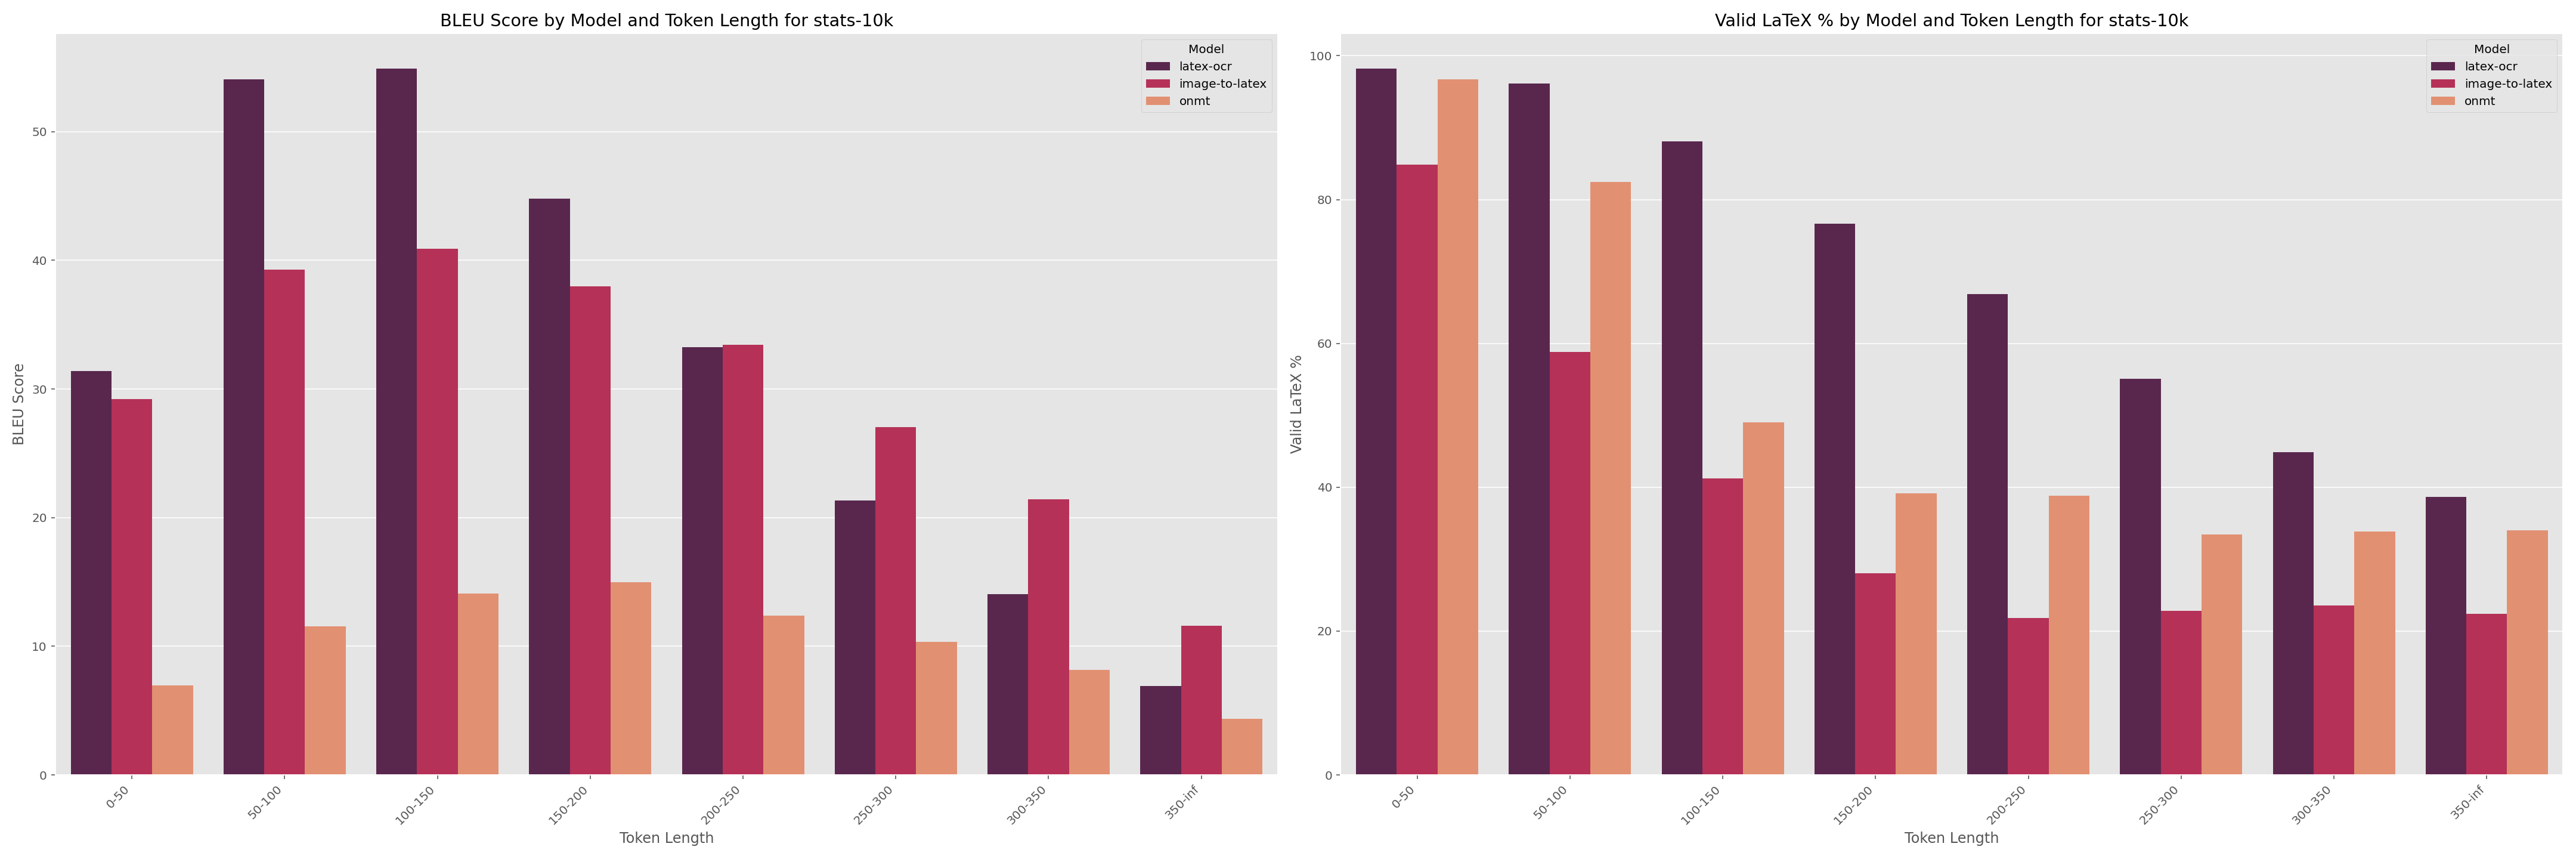 BLEU Score by Model and Token Length for stats-10k
Model
latex-ocr
image-to-latex
onmt
BLEU Score
50
40
30
20
10
0
0-50
50-100
100-150
150-200
200-250
250-300
300-350
350-inf
Token Length
Valid LaTeX % by Model and Token Length for stats-10k
Model
latex-ocr
image-to-latex
onmt
Valid LaTeX %
100
80
60
40
20
0
0-50
50-100
100-150
150-200
200-250
250-300
300-350
350-inf
Token Length